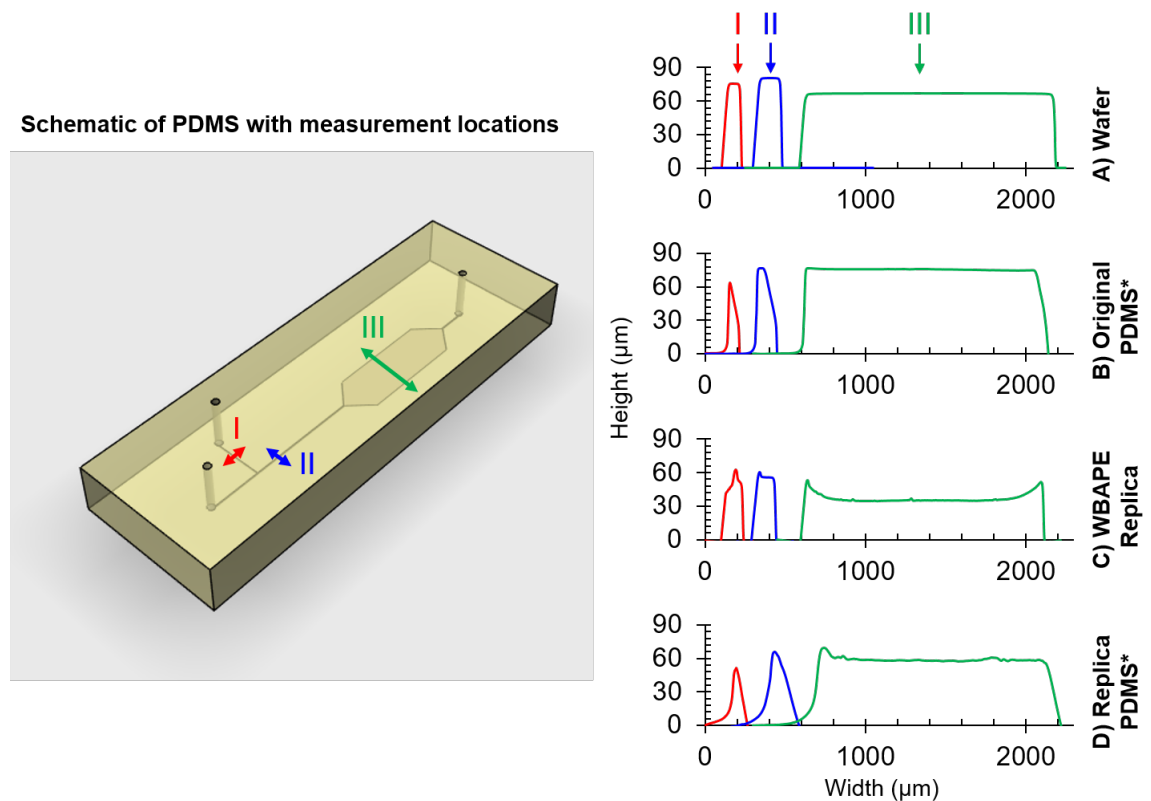 Schematic of PDMS with measurement locations
I
II
III
I
II
III
Height (µm)
90
60
30
0
0
1000
2000
A) Wafer
90
60
30
0
0
1000
2000
B) Original
PDMS*
90
60
30
0
0
1000
2000
C) WBAPE
Replica
90
60
30
0
0
1000
2000
D) Replica
PDMS*
Width (µm)